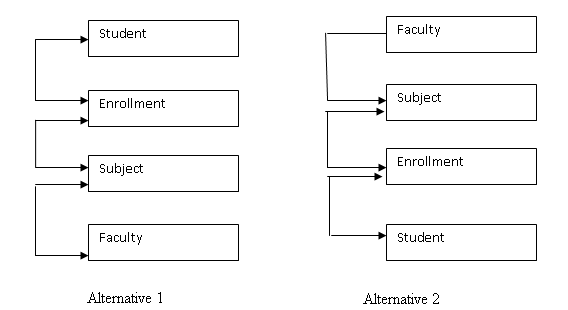 Student
Enrollment
Subject
Faculty
Alternative 1
Faculty
Subject
Enrollment
Student
Alternative 2